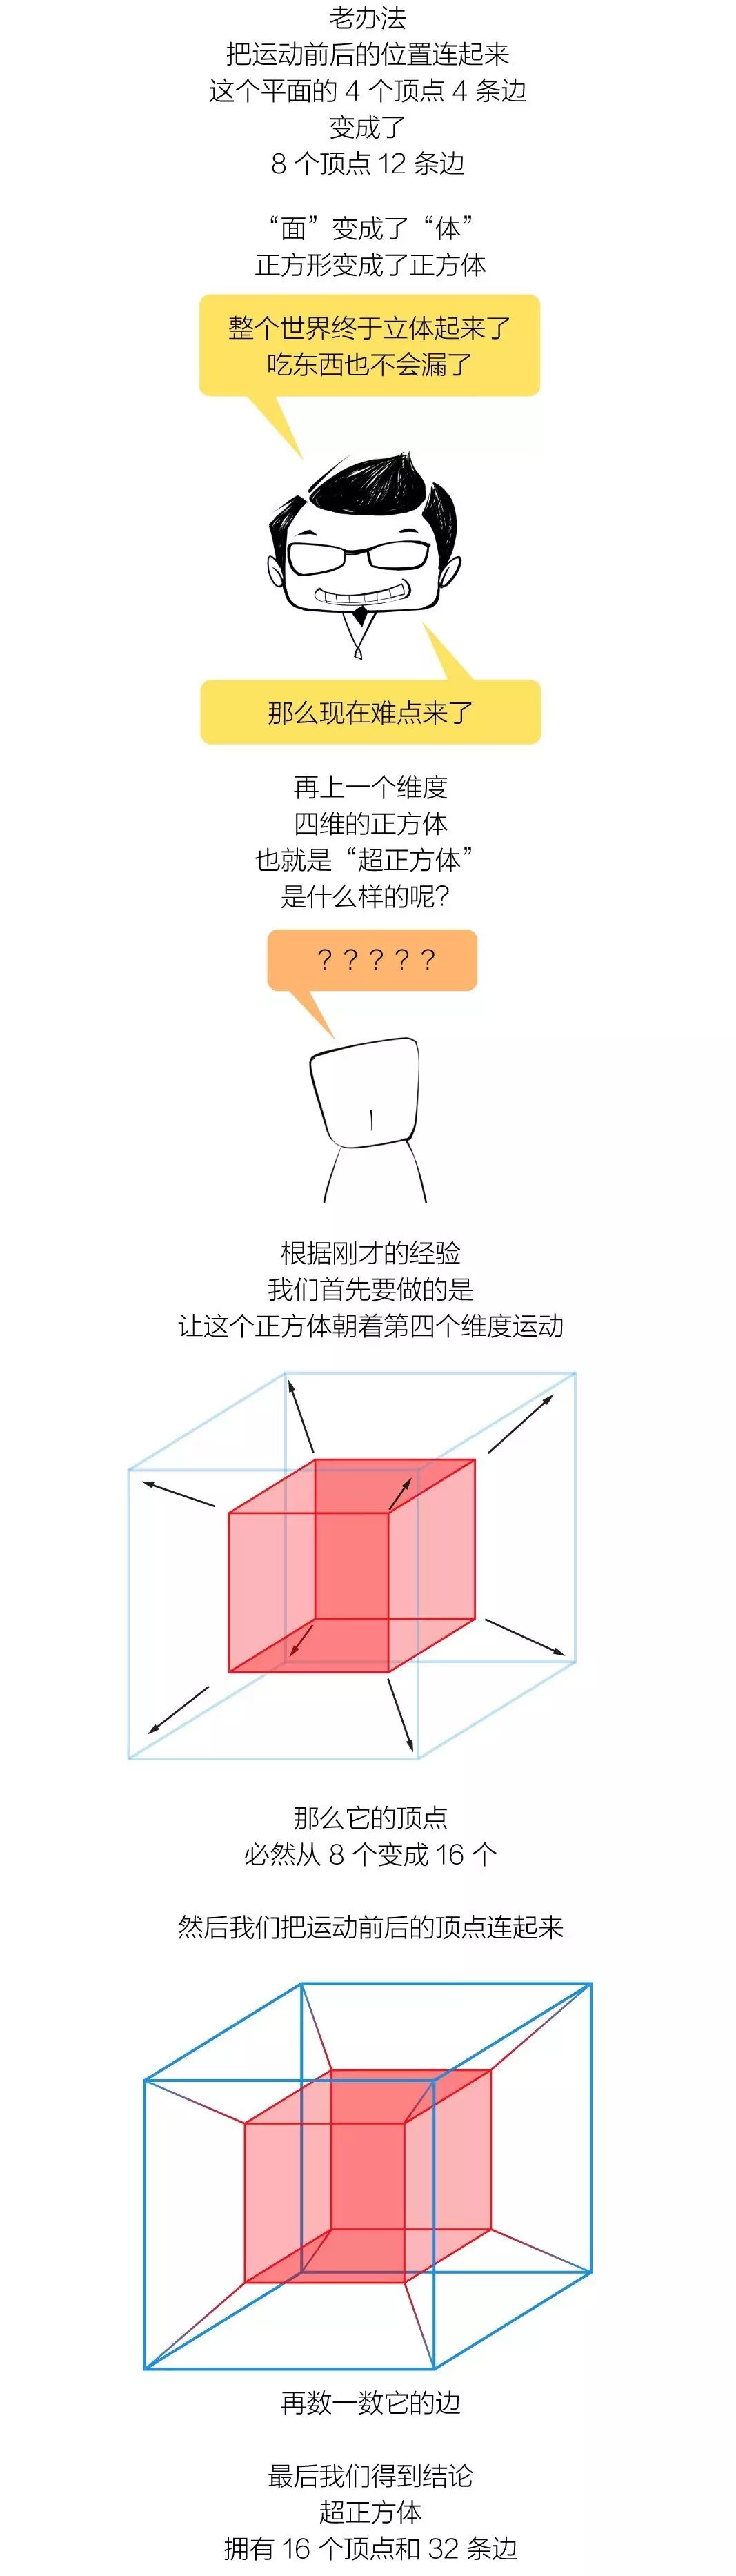 老办法
把运动前后的位置连起来
这个平面的 4 个顶点 4 条边
变成了
8 个顶点 12 条边
“面”变成了“体”
正方形变成了正方体
整个世界终于立体起来了
吃东西也不会漏了
那么现在难点来了
再上一个维度
四维的正方体
也就是“超正方体”
是什么样的呢？
？？？？？
根据刚才的经验
我们首先要做的是
让这个正方体朝着第四个维度运动
那么它的顶点
必然从 8 个变成 16 个
然后我们把运动前后的顶点连起来
再数一数它的边
最后我们得到结论
超正方体
拥有 16 个顶点和 32 条边